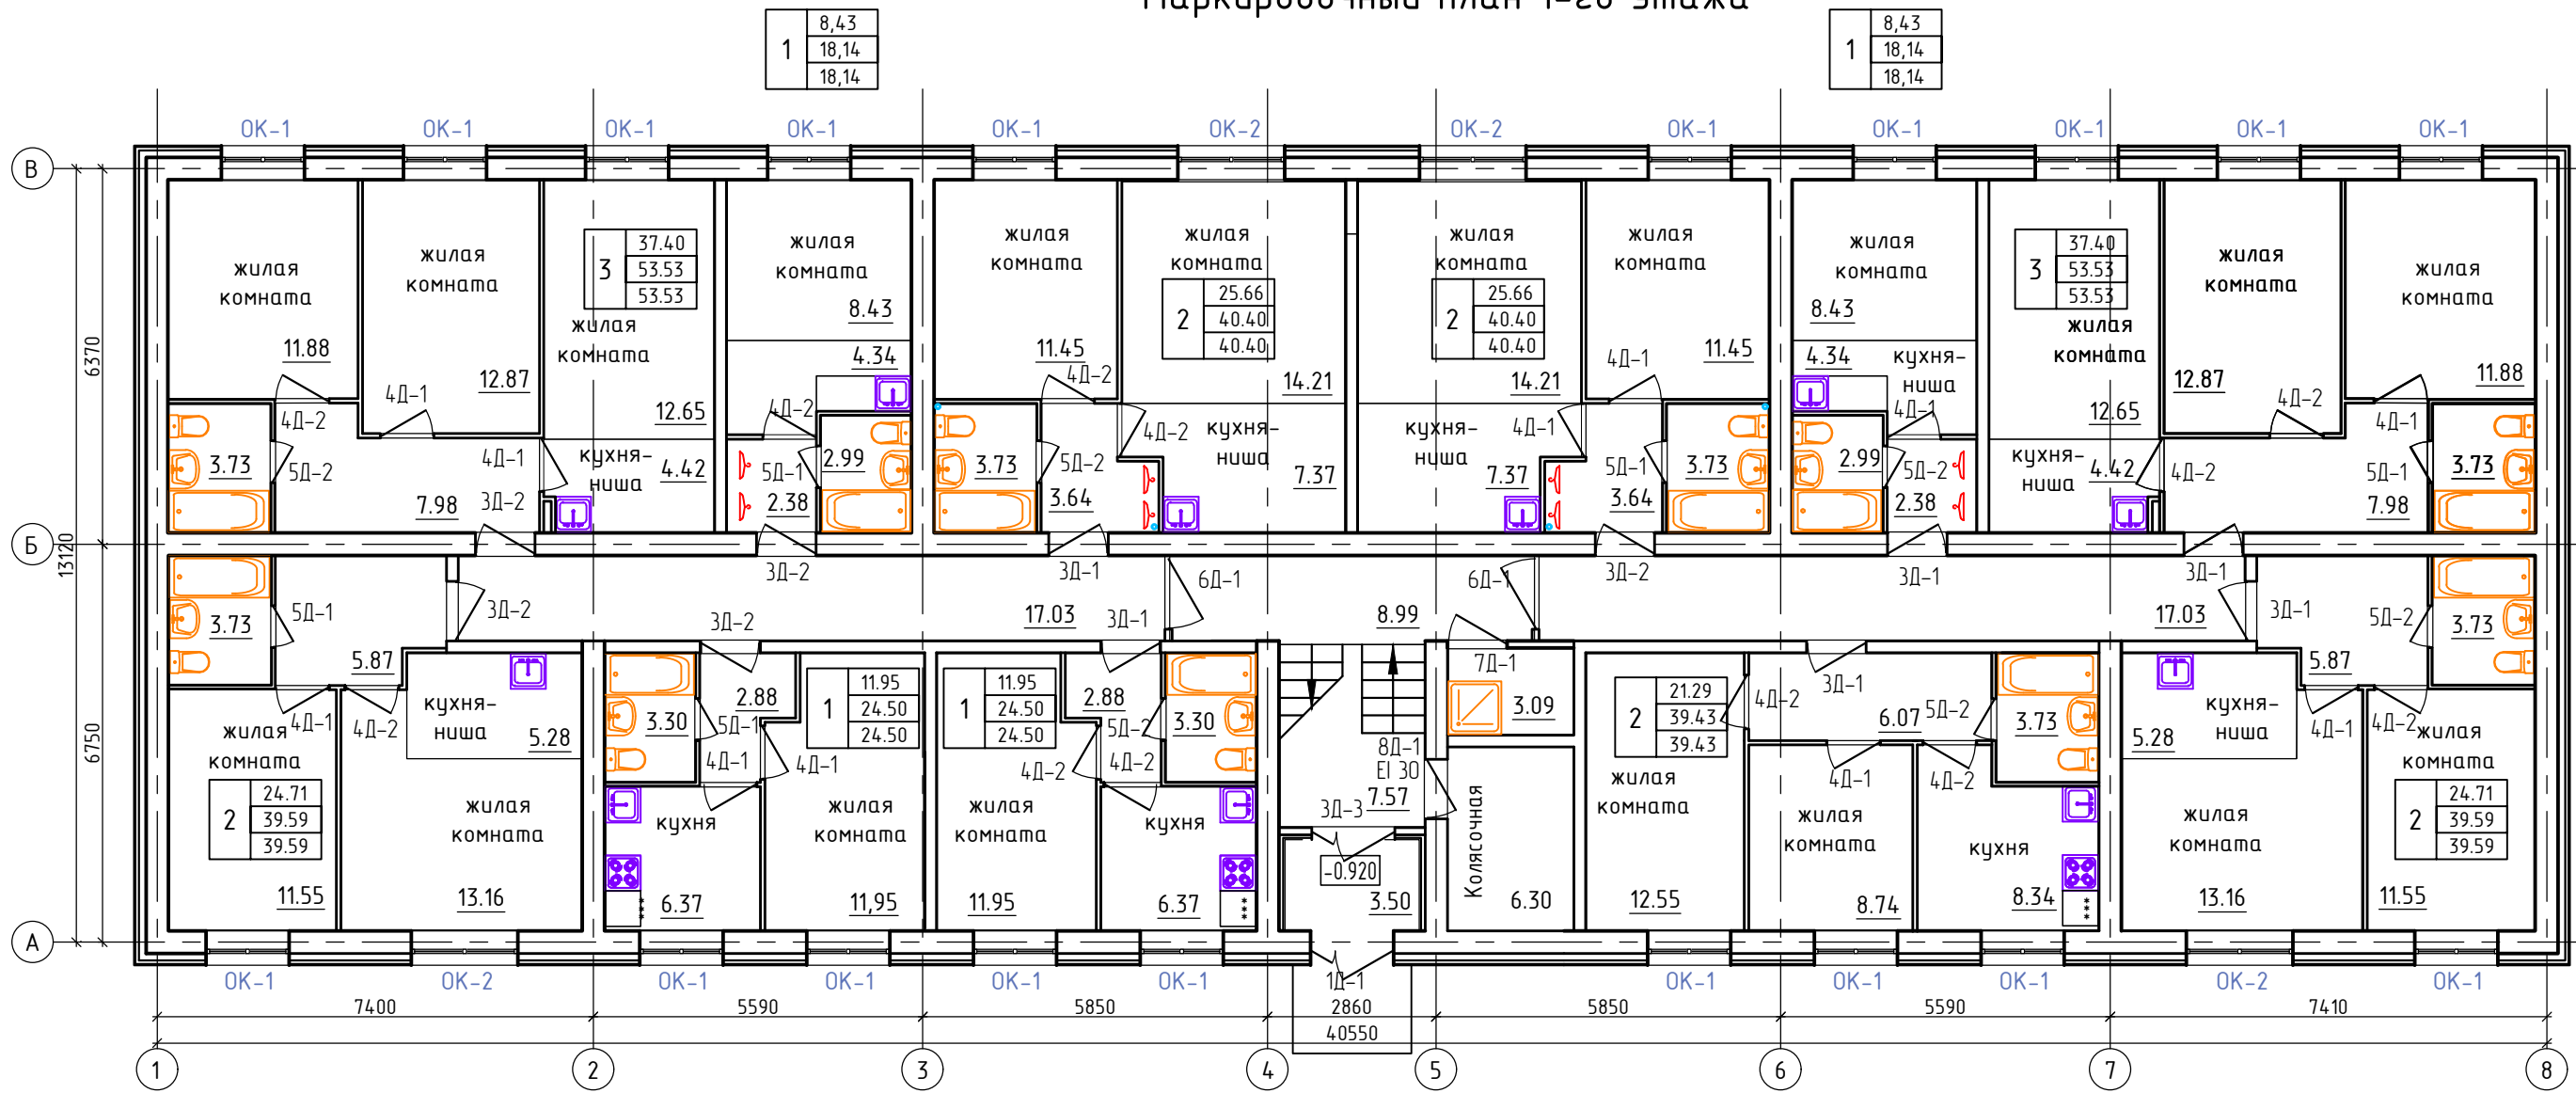 Маркировочный план 1-го этажа
1
8,43
18,14
18,14
1
8,43
18,14
18,14
ОК-1
ОК-1
ОК-1
ОК-1
ОК-1
ОК-2
ОК-2
ОК-1
ОК-1
ОК-1
ОК-1
ОК-1
В
Б
А
6370
13120
6750
жилая
комната
11.88
жилая
комната
12.87
3
37.40
53.53
53.53
жилая
комната
12.65
жилая
комната
8.43
4.34
жилая
комната
11.45
жилая
комната
2
25.66
40.40
40.40
14.21
жилая
комната
2
25.66
40.40
40.40
14.21
жилая
комната
11.45
жилая
комната
8.43
4.34
кухня-
ниша
3
37.40
53.53
53.53
жилая
комната
12.65
жилая
комната
12.87
жилая
комната
11.88
4Д-2
4Д-1
4Д-2
4Д-2
4Д-2
4Д-1
4Д-1
4Д-1
4Д-2
4Д-1
3.73
5Д-2
7.98
4Д-1
3Д-2
кухня-
ниша
4.42
5Д-1
2.38
2.99
3.73
5Д-2
3.64
кухня-
ниша
7.37
кухня-
ниша
7.37
5Д-1
3.64
3.73
2.99
5Д-2
2.38
кухня-
ниша
4.42
4Д-2
5Д-1
7.98
3.73
3Д-2
3Д-1
6Д-1
6Д-1
3Д-2
3Д-1
3Д-1
3.73
5Д-1
5.87
3Д-2
3Д-2
17.03
3Д-1
8.99
17.03
3Д-1
5Д-2
5.87
3.73
4Д-1
4Д-2
кухня-
ниша
5.28
3.30
5Д-1
2.88
4Д-1
4Д-1
1
11.95
24.50
24.50
1
11.95
24.50
24.50
2.88
5Д-2
3.30
4Д-2
4Д-2
7Д-1
3.09
8Д-1
EI 30
7.57
3Д-3
2
21.29
39.43
39.43
4Д-2
3Д-1
6.07
5Д-2
3.73
4Д-1
4Д-2
кухня-
ниша
5.28
4Д-1
4Д-2
жилая
комната
2
24.71
39.59
39.59
11.55
жилая
комната
13.16
кухня
6.37
жилая
комната
11,95
жилая
комната
11.95
кухня
6.37
-0.920
3.50
Колясочная
6.30
жилая
комната
12.55
жилая
комната
8.74
кухня
8.34
жилая
комната
13.16
жилая
комната
2
24.71
39.59
39.59
11.55
ОК-1
ОК-2
ОК-1
ОК-1
ОК-1
ОК-1
1Д-1
ОК-1
ОК-1
ОК-1
ОК-2
ОК-1
7400
5590
5850
2860
5850
5590
7410
40550
1
2
3
4
5
6
7
8